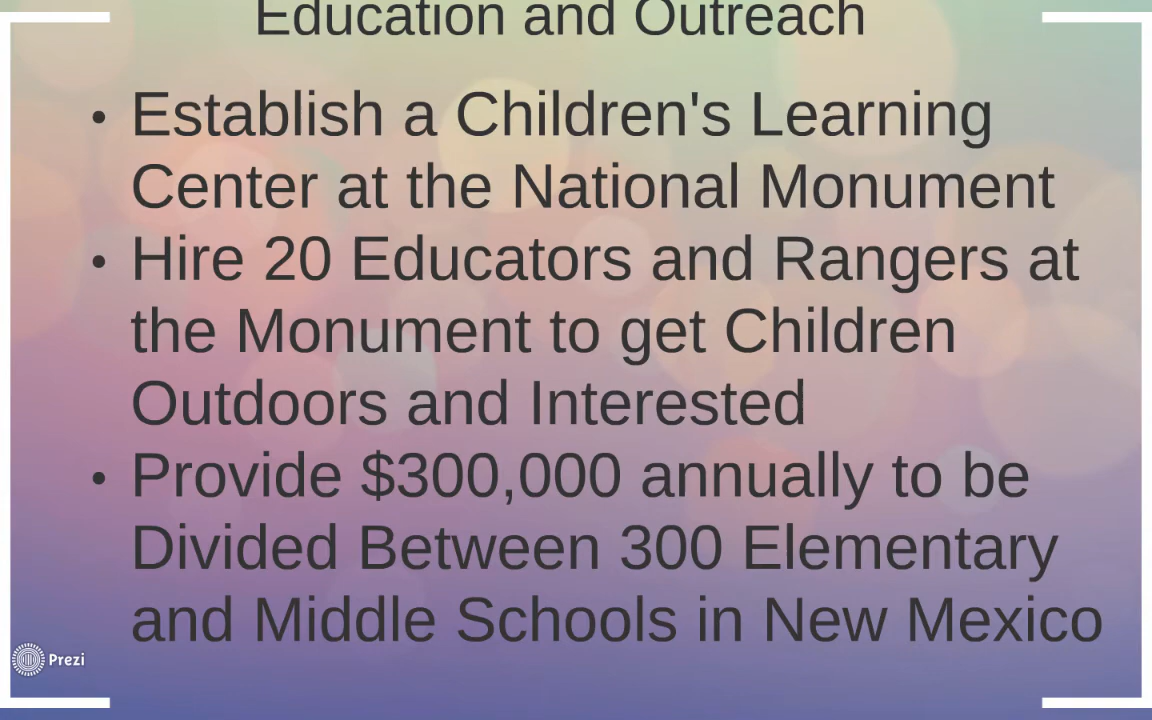 Education and Outreach
• Establish a Children's Learning
Center at the National Monument
• Hire 20 Educators and Rangers at
the Monument to get Children
Outdoors and Interested
• Provide $300,000 annually to be
Divided Between 300 Elementary
and Middle Schools in New Mexico
Prezi